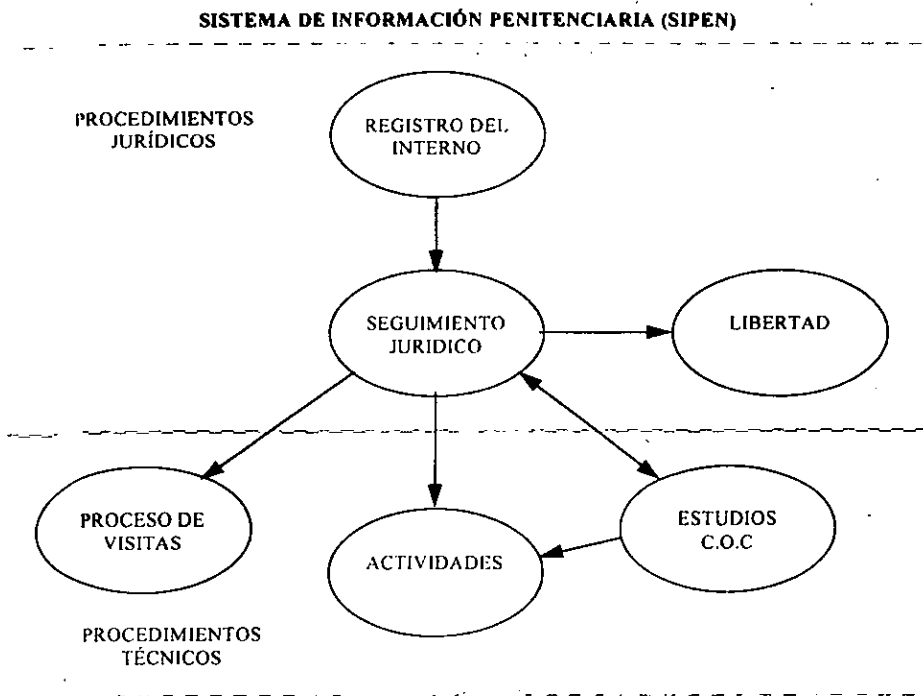 SISTEMA DE INFORMACIÓN PENITENCIARIA (SIPEN)
PROCEDIMIENTOS
JURÍDICOS
REGISTRO DEL
INTERNO
SEGUIMIENTO
JURIDICO
LIBERTAD
PROCESO DE
VISITAS
ACTIVIDADES
ESTUDIOS
C.O.C
PROCEDIMIENTOS
TÉCNICOS